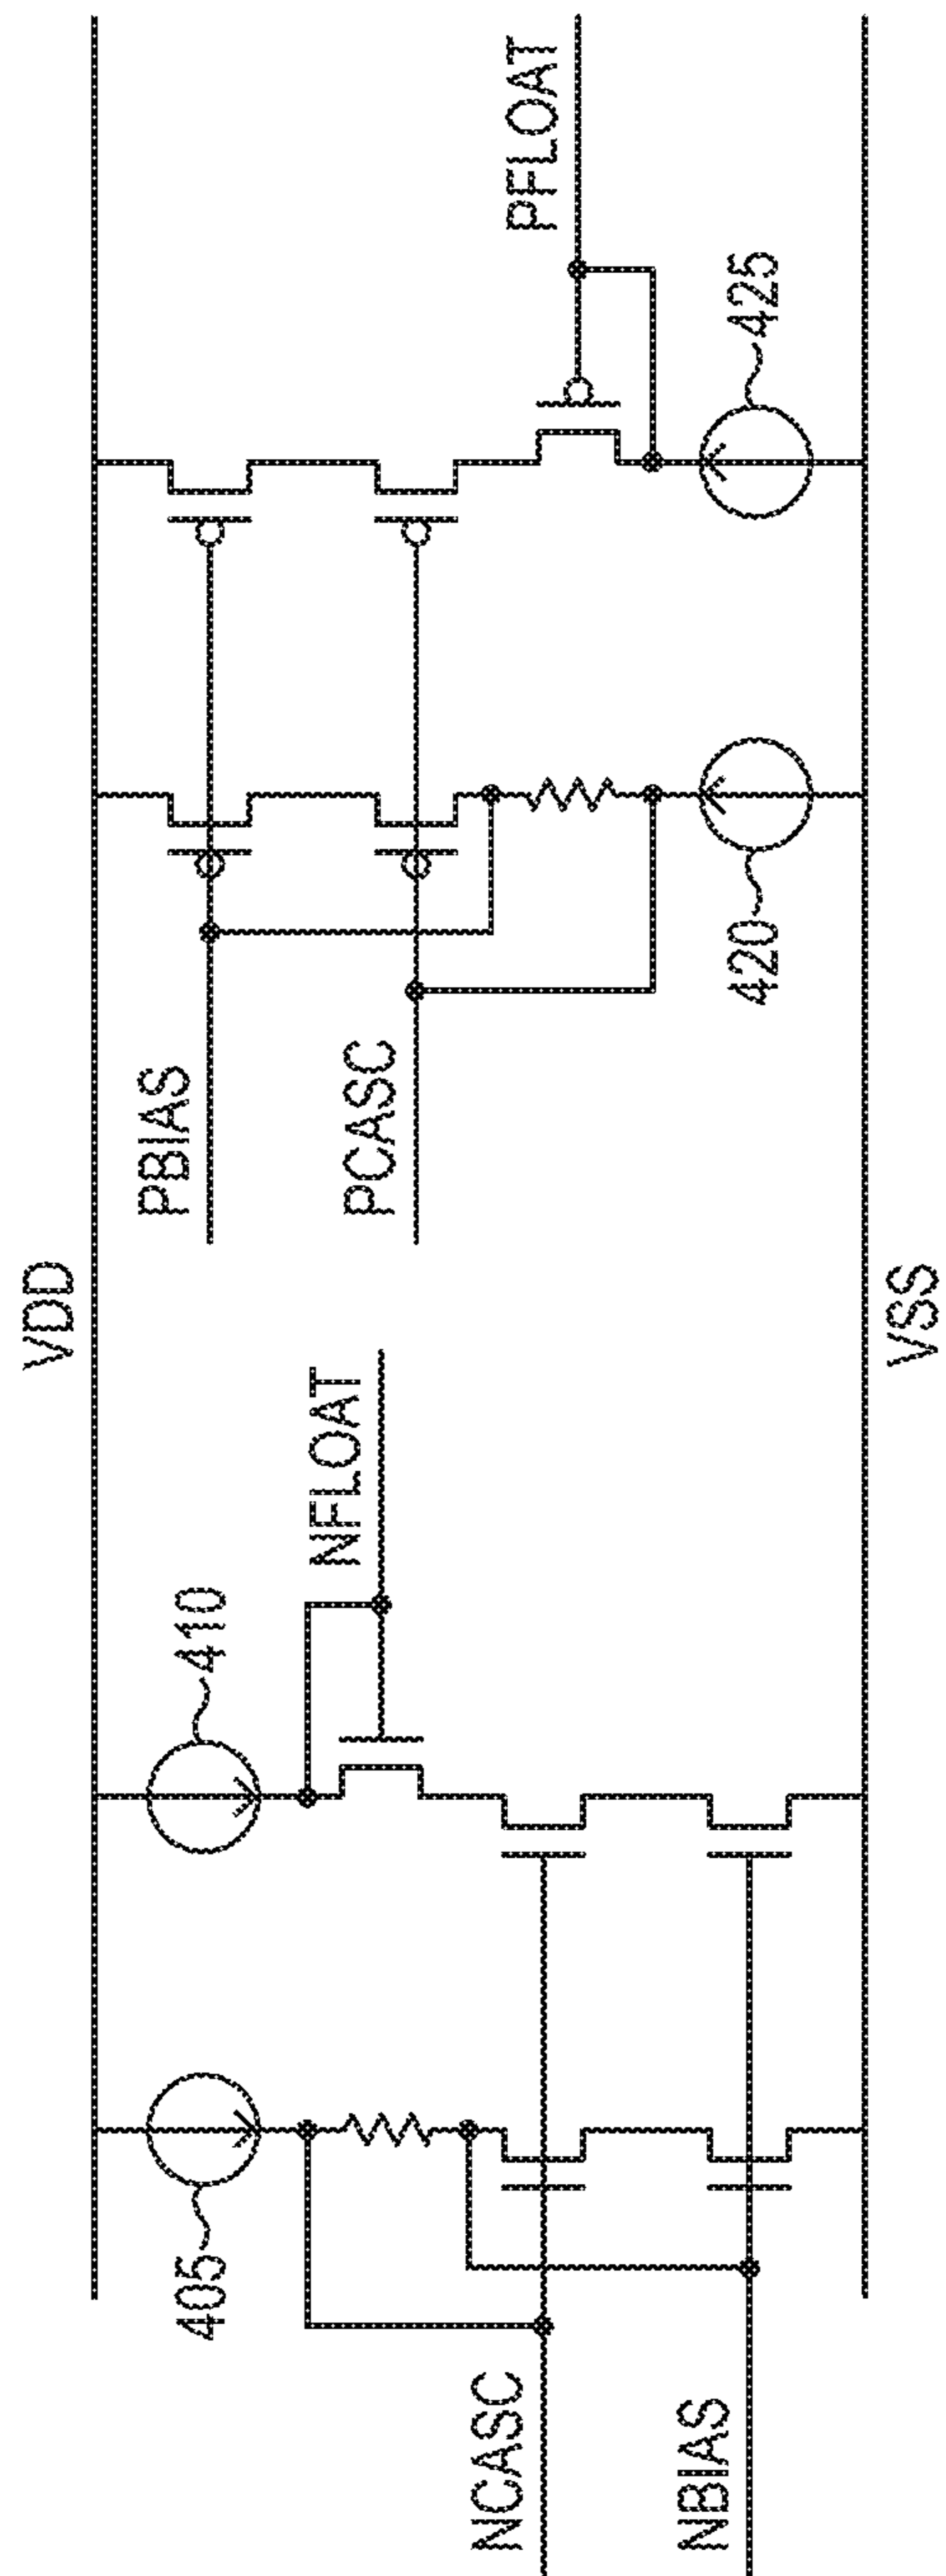 VDD
405
410
NFLOAT
PBIAS
PCASC
PFLOAT
NCASC
NBIAS
420
425
VSS